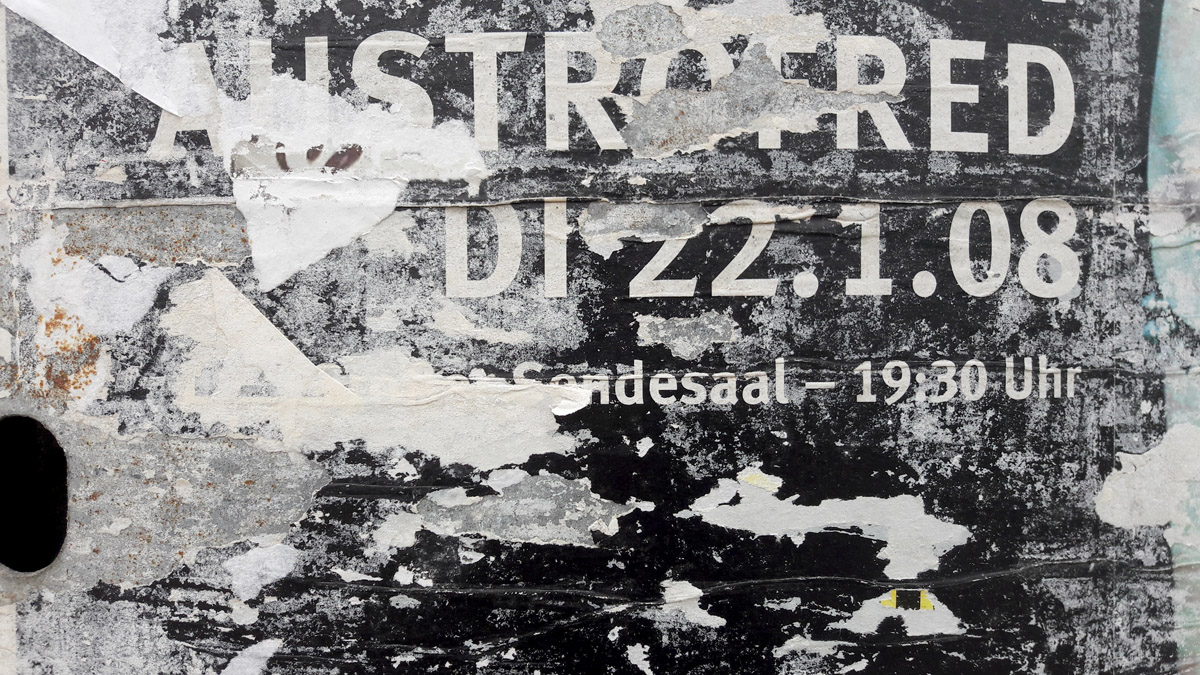 AUSTROFRED
DI 22.1.08
Sendesaal – 19:30 Uhr